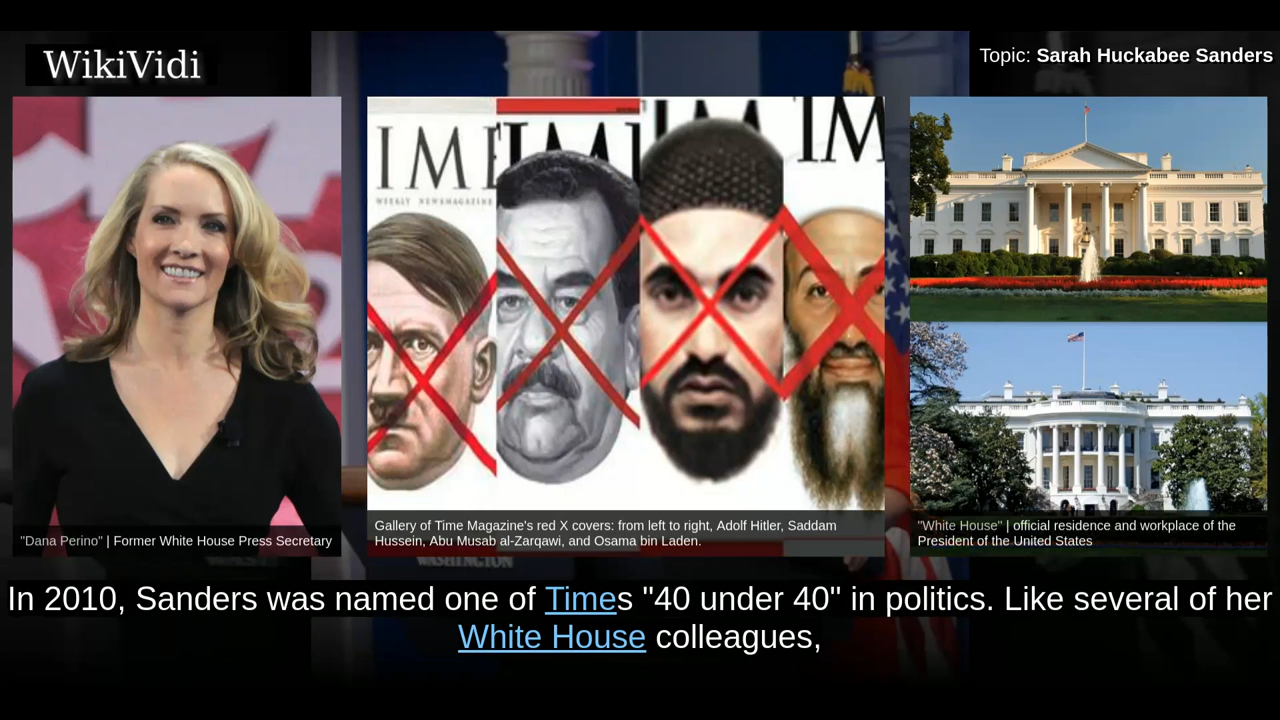 WikiVidi
Topic: Sarah Huckabee Sanders
IME
WEEKLY NEWSMAGAZINE
TIME
IM
TIM
"Dana Perino" | Former White House Press Secretary
Gallery of Time Magazine's red X covers: from left to right, Adolf Hitler, Saddam
Hussein, Abu Musab al-Zarqawi, and Osama bin Laden.
"White House" | official residence and workplace of the
President of the United States
WASHINGTON
In 2010, Sanders was named one of Times "40 under 40" in politics. Like several of her
White House colleagues,